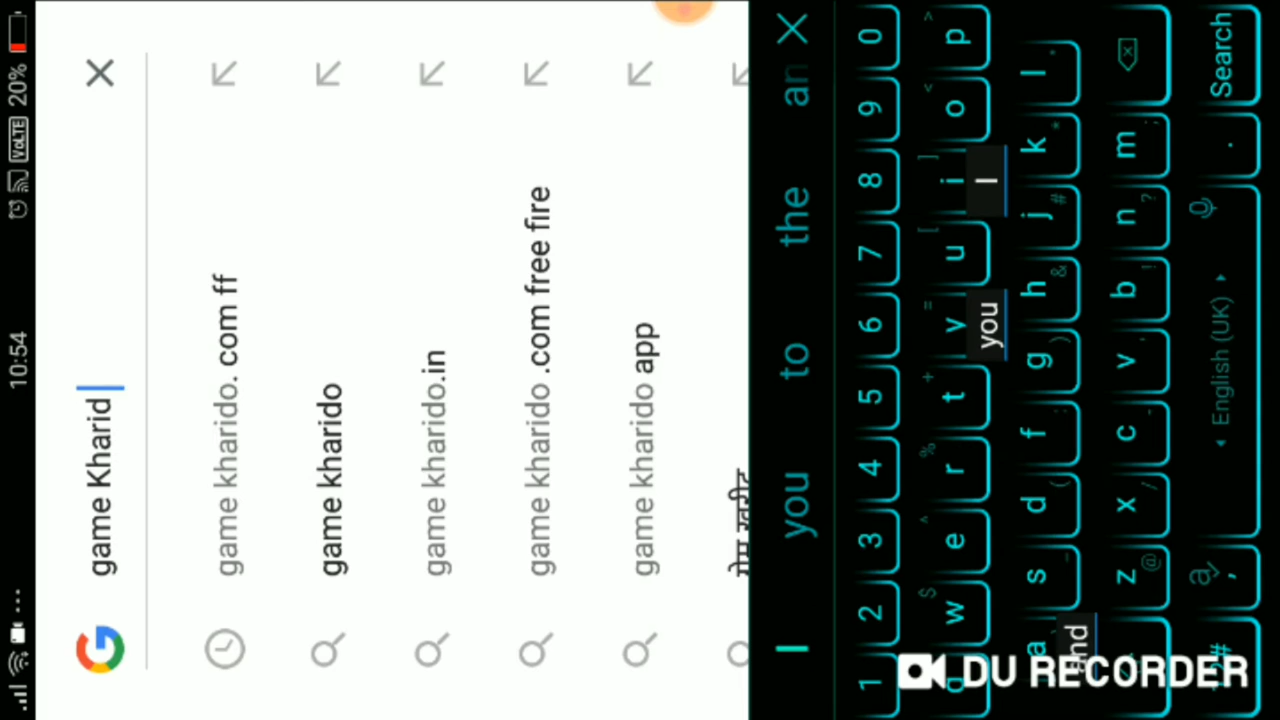 10:54 VoLTE 20%
game Kharid
game kharido. com ff
game kharido
game kharido.in
game kharido .com free fire
game kharido app
I you to the an
1 2 3 4 5 6 7 8 9 0
q w e r t y u i o p
$ ^ % + = [ ] < >
you I
a s d f g h j k l
_ ( : ) & # * "
and
z x c v b n m
@ / - ' ! ? ;
, English (UK) . Search
DU RECORDER